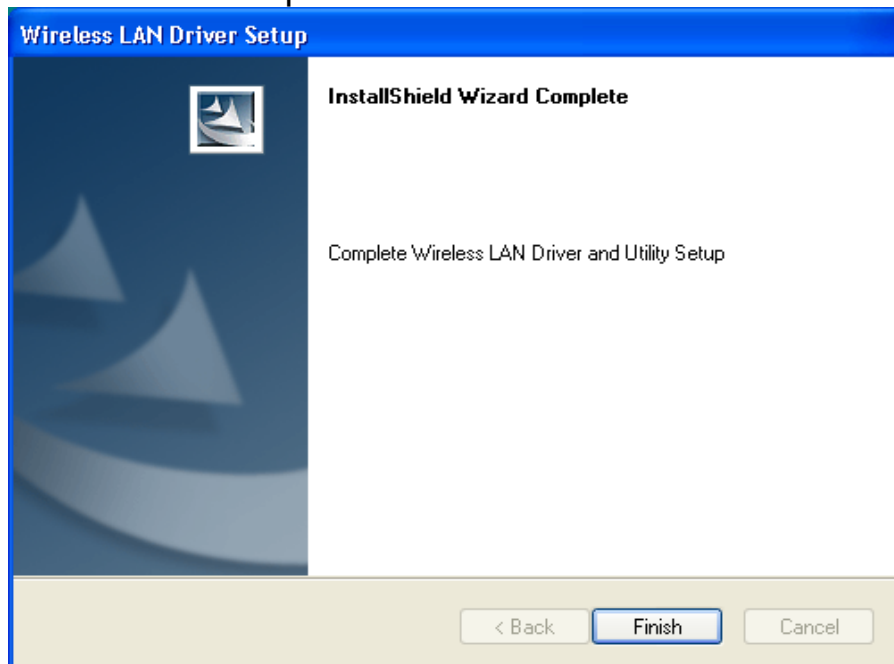 Wireless LAN Driver Setup
InstallShield Wizard Complete
Complete Wireless LAN Driver and Utility Setup
< Back Finish Cancel